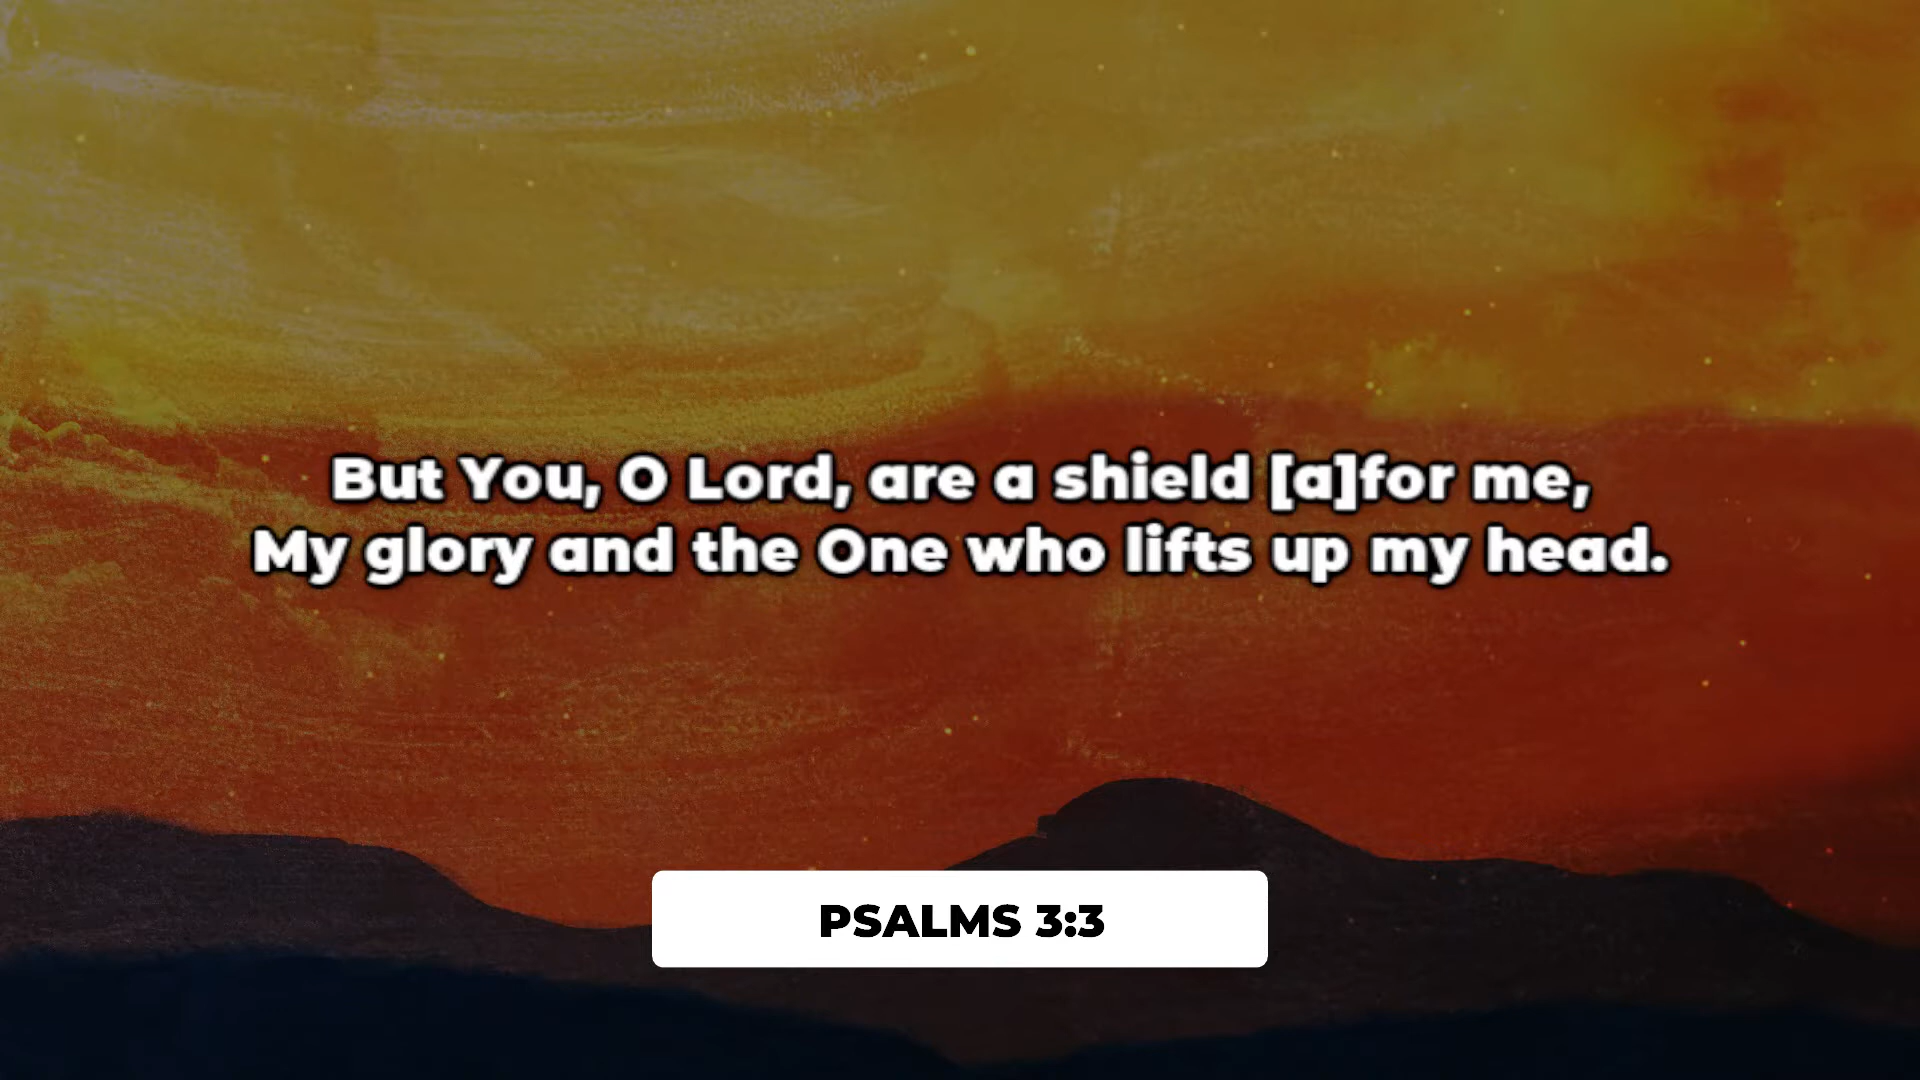 But You, O Lord, are a shield [a]for me,
My glory and the One who lifts up my head.
PSALMS 3:3